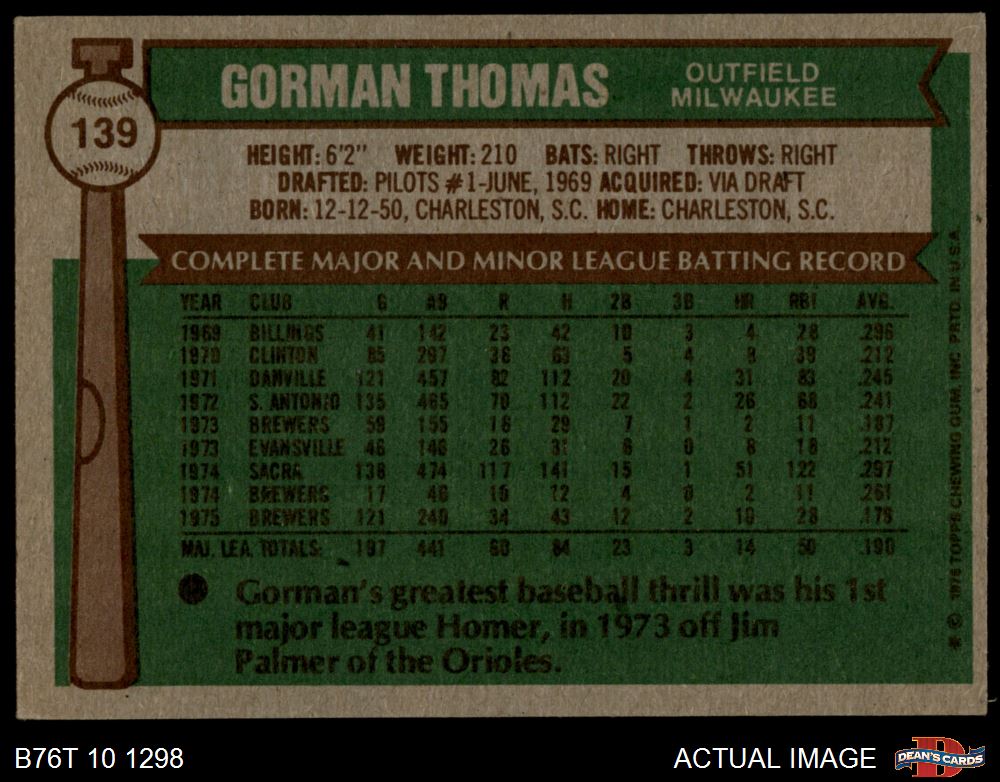 139
GORMAN THOMAS
OUTFIELD
MILWAUKEE
HEIGHT: 6'2" WEIGHT: 210 BATS: RIGHT THROWS: RIGHT
DRAFTED: PILOTS #1-JUNE, 1969 ACQUIRED: VIA DRAFT
BORN: 12-12-50, CHARLESTON, S.C. HOME: CHARLESTON, S.C.
COMPLETE MAJOR AND MINOR LEAGUE BATTING RECORD
YEAR CLUB G AB R H 2B 3B HR RBI AVG.
1969 BILLINGS 41 142 23 42 10 3 4 28 .296
1970 CLINTON 85 297 36 63 5 4 9 39 .212
1971 DANVILLE 121 457 82 112 20 4 31 83 .245
1972 S. ANTONIO 135 465 70 112 22 2 26 68 .241
1973 BREWERS 59 155 16 29 7 1 2 11 .187
1973 EVANSVILLE 46 146 26 31 6 0 8 18 .212
1974 SACRA 138 474 117 141 15 1 51 122 .297
1974 BREWERS 17 46 10 12 4 0 2 11 .261
1975 BREWERS 121 240 34 43 12 2 10 28 .179
MAJ. LEA. TOTALS: 197 441 60 84 23 3 14 50 .190
Gorman's greatest baseball thrill was his 1st
major league Homer, in 1973 off Jim
Palmer of the Orioles.
* © 1976 TOPPS CHEWING GUM, INC. PRTD. IN U.S.A.
B76T 10 1298
ACTUAL IMAGE
D
DEAN'S CARDS